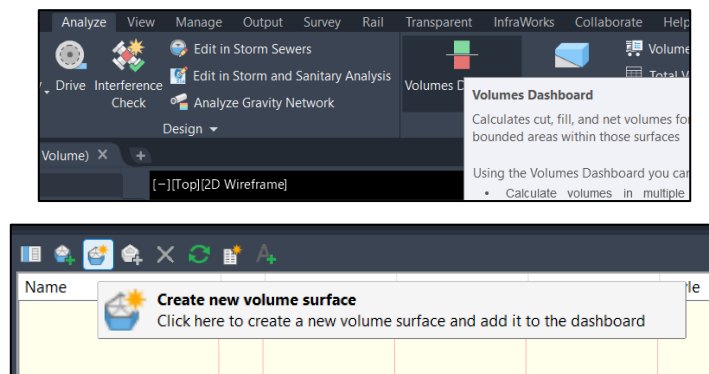 Analyze View Manage Output Survey Rail Transparent InfraWorks Collaborate Help
Edit in Storm Sewers
Volume
Edit in Storm and Sanitary Analysis
Drive Interference Check
Volumes D
Analyze Gravity Network
Design
Volumes Dashboard
Calculates cut, fill, and net volumes for
bounded areas within those surfaces
Using the Volumes Dashboard you can
• Calculate volumes in multiple
Volume) × +
[−][Top][2D Wireframe]
Name
Create new volume surface
Click here to create a new volume surface and add it to the dashboard